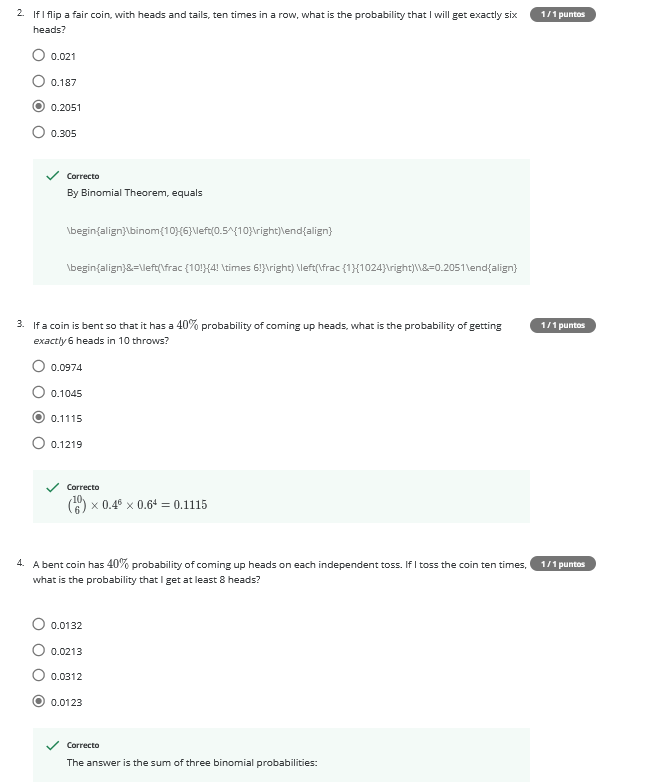 2. If I flip a fair coin, with heads and tails, ten times in a row, what is the probability that I will get exactly six 1 / 1 puntos
heads?
0.021
0.187
0.2051
0.305
Correcto
By Binomial Theorem, equals
\begin{align}\binom{10}{6}\left(0.5^{10}\right)\end{align}
\begin{align}&=\left(\frac {10!}{4! \times 6!}\right) \left(\frac {1}{1024}\right)\\&=0.2051\end{align}
3. If a coin is bent so that it has a 40% probability of coming up heads, what is the probability of getting 1 / 1 puntos
exactly 6 heads in 10 throws?
0.0974
0.1045
0.1115
0.1219
Correcto
(10 6) × 0.4⁶ × 0.6⁴ = 0.1115
4. A bent coin has 40% probability of coming up heads on each independent toss. If I toss the coin ten times, 1 / 1 puntos
what is the probability that I get at least 8 heads?
0.0132
0.0213
0.0312
0.0123
Correcto
The answer is the sum of three binomial probabilities: